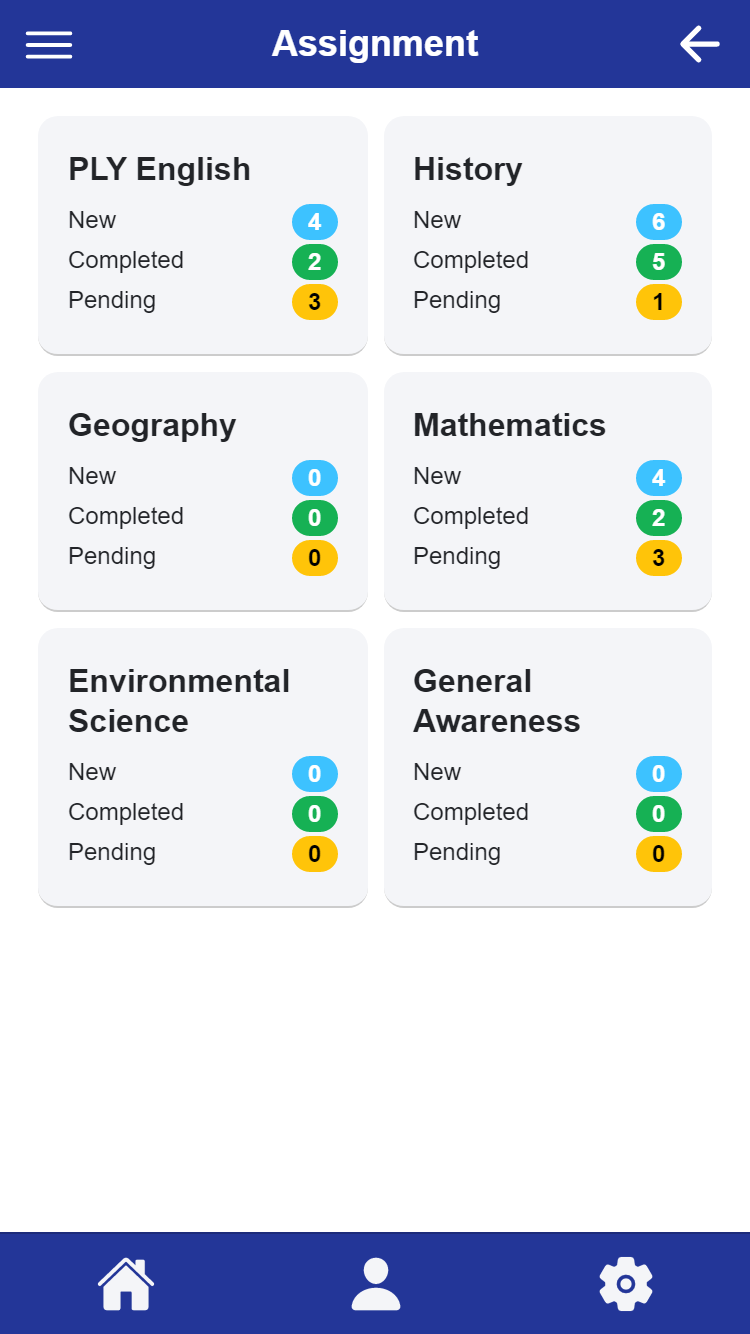 Assignment
PLY English
New 4
Completed 2
Pending 3
History
New 6
Completed 5
Pending 1
Geography
New 0
Completed 0
Pending 0
Mathematics
New 4
Completed 2
Pending 3
Environmental
Science
New 0
Completed 0
Pending 0
General
Awareness
New 0
Completed 0
Pending 0